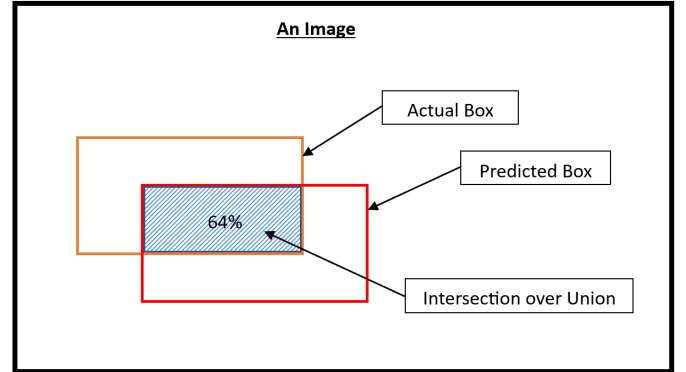 An Image
Actual Box
Predicted Box
64%
Intersection over Union